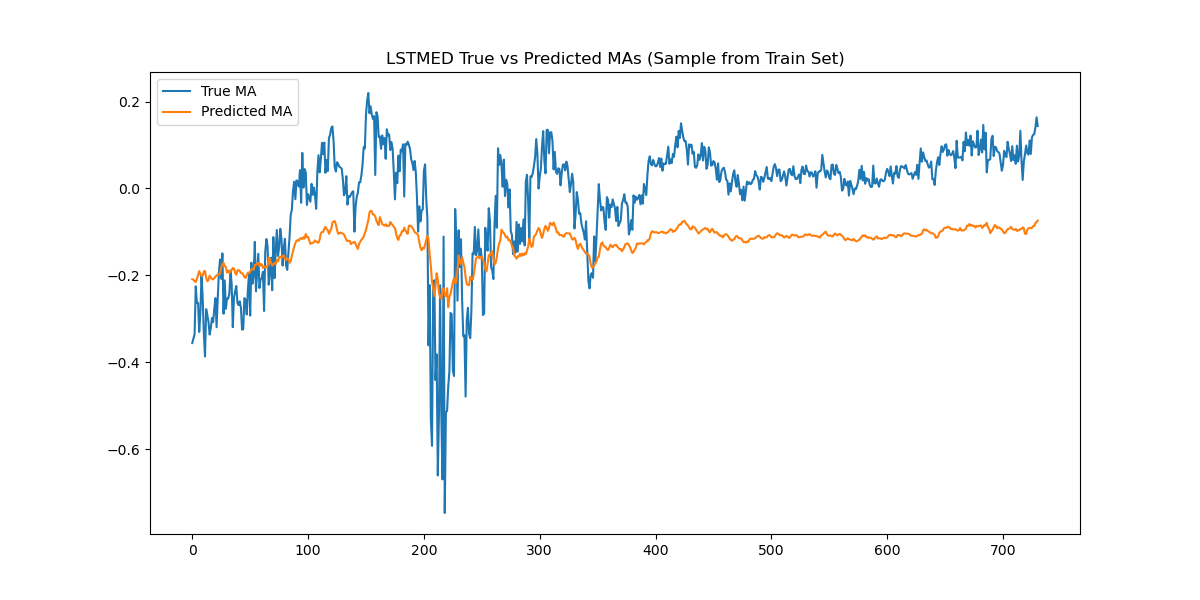 LSTMED True vs Predicted MAs (Sample from Train Set)
True MA
Predicted MA
0.2
0.0
−0.2
−0.4
−0.6
0 100 200 300 400 500 600 700